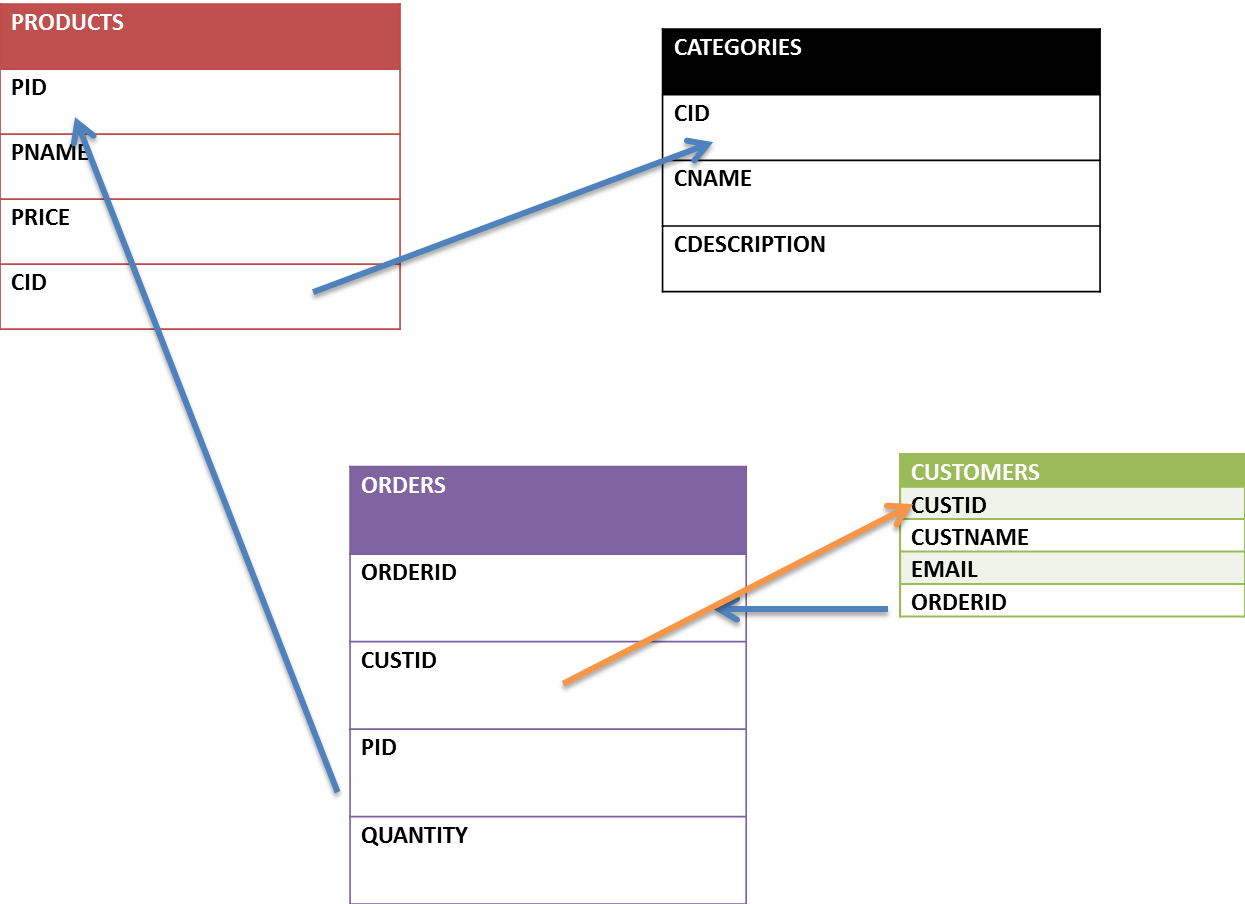 PRODUCTS
PID
PNAME
PRICE
CID
CATEGORIES
CID
CNAME
CDESCRIPTION
ORDERS
ORDERID
CUSTID
PID
QUANTITY
CUSTOMERS
CUSTID
CUSTNAME
EMAIL
ORDERID